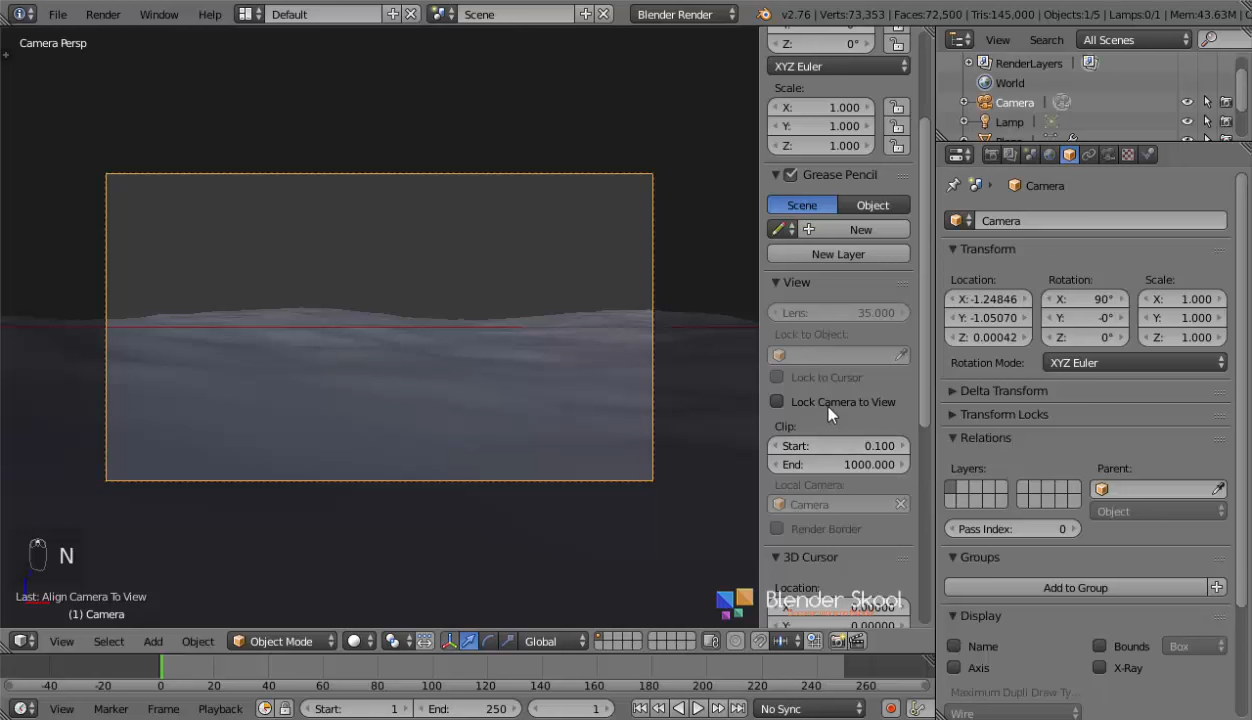 File Render Window Help Default Scene Blender Render v2.76 | Verts:73,353 | Faces:72,500 | Tris:145,000 | Objects:1/5 | Lamps:0/1 | Mem:43.63M
Camera Persp
Z: 0°
XYZ Euler
Scale:
X: 1.000
Y: 1.000
Z: 1.000
Grease Pencil
Scene Object
New
New Layer
View
Lens: 35.000
Lock to Object:
Lock to Cursor
Lock Camera to View
Clip:
Start: 0.100
End: 1000.000
Local Camera:
Camera
Render Border
3D Cursor
Location:
X: 0.00000
Y: 0.00000
View Search All Scenes
RenderLayers
World
Camera
Lamp
Camera
Camera
Transform
Location: Rotation: Scale:
X:-1.24846 X: 90° X: 1.000
Y: -1.05070 Y: -0° Y: 1.000
Z: 0.00042 Z: 0° Z: 1.000
Rotation Mode: XYZ Euler
Delta Transform
Transform Locks
Relations
Layers: Parent:
Object
Pass Index: 0
Groups
Add to Group
Display
Name Bounds Box
Axis X-Ray
Maximum Dupli Draw Ty...
Wire
N
Last: Align Camera To View
(1) Camera
Blender Skool
View Select Add Object Object Mode Global
-40 -20 0 20 40 60 80 100 120 140 160 180 200 220 240 260
View Marker Frame Playback Start: 1 End: 250 1 No Sync